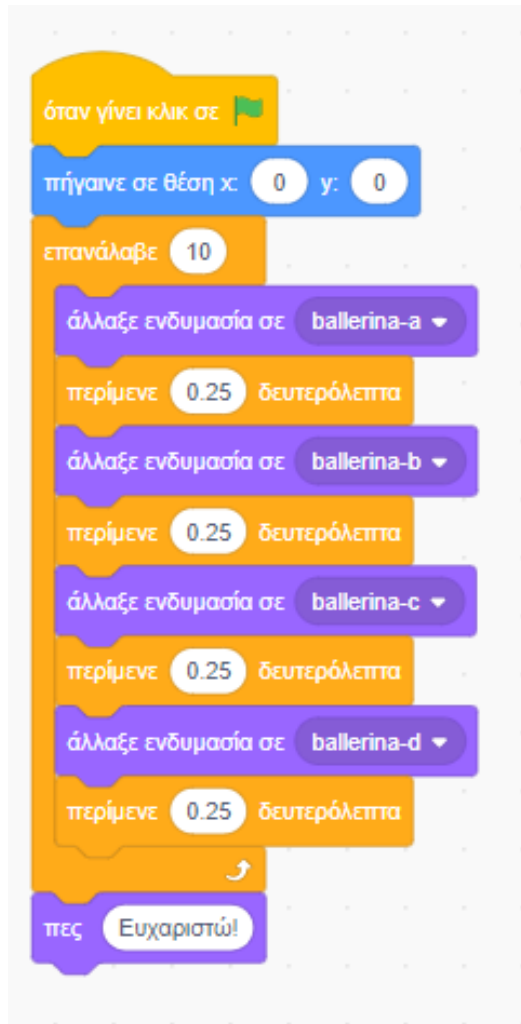 όταν γίνει κλικ σε
πήγαινε σε θέση x: 0 y: 0
επανάλαβε 10
άλλαξε ενδυμασία σε ballerina-a
περίμενε 0.25 δευτερόλεπτα
άλλαξε ενδυμασία σε ballerina-b
περίμενε 0.25 δευτερόλεπτα
άλλαξε ενδυμασία σε ballerina-c
περίμενε 0.25 δευτερόλεπτα
άλλαξε ενδυμασία σε ballerina-d
περίμενε 0.25 δευτερόλεπτα
πες Ευχαριστώ!